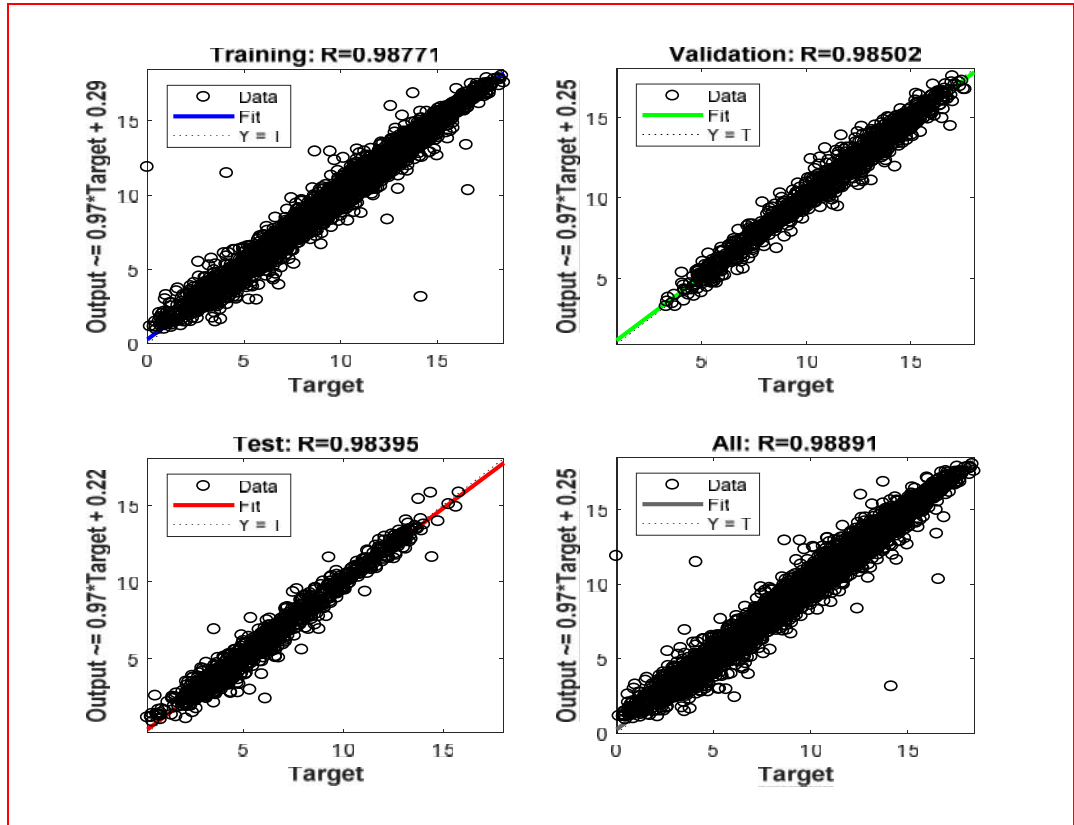 Training: R=0.98771
Output ~= 0.97*Target + 0.29
15
10
5
0
Data
Fit
Y = T
0
5
10
15
Target
Validation: R=0.98502
Output ~= 0.97*Target + 0.25
15
10
5
Data
Fit
Y = T
5
10
15
Target
Test: R=0.98395
Output ~= 0.97*Target + 0.22
15
10
5
Data
Fit
Y = T
5
10
15
Target
All: R=0.98891
Output ~= 0.97*Target + 0.25
15
10
5
0
Data
Fit
Y = T
0
5
10
15
Target